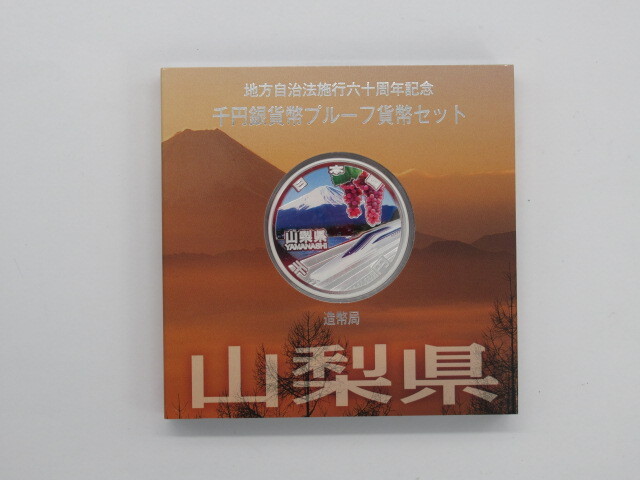 地方自治法施行六十周年記念
千円銀貨幣プルーフ貨幣セット
日本国
山梨県
YAMANASHI
造幣局
山梨県